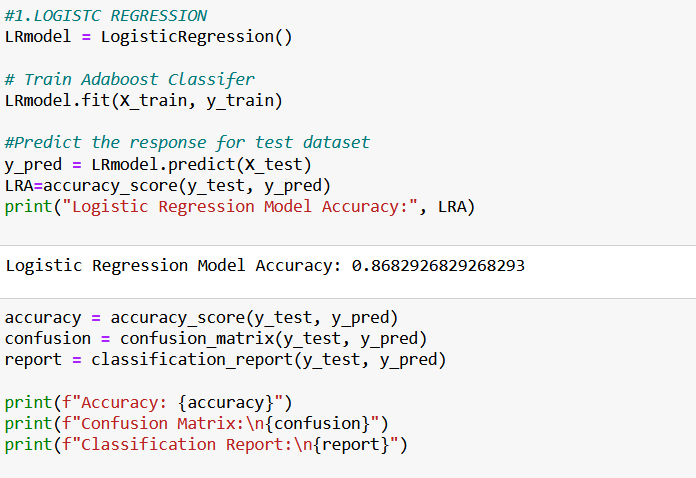 #1.LOGISTC REGRESSION
LRmodel = LogisticRegression()
# Train Adaboost Classifer
LRmodel.fit(X_train, y_train)
#Predict the response for test dataset
y_pred = LRmodel.predict(X_test)
LRA=accuracy_score(y_test, y_pred)
print("Logistic Regression Model Accuracy:", LRA)
Logistic Regression Model Accuracy: 0.8682926829268293
accuracy = accuracy_score(y_test, y_pred)
confusion = confusion_matrix(y_test, y_pred)
report = classification_report(y_test, y_pred)
print(f"Accuracy: {accuracy}")
print(f"Confusion Matrix:\n{confusion}")
print(f"Classification Report:\n{report}")